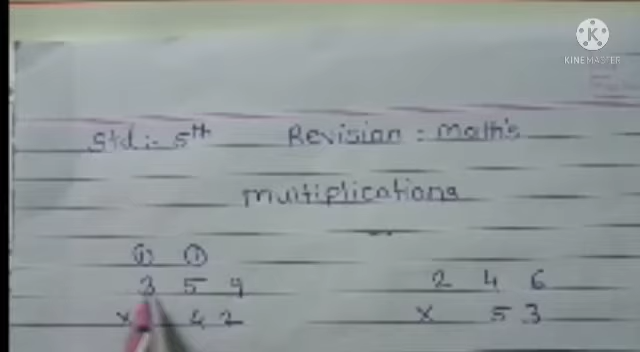 KINEMASTER
Std :- 5th Revision : Math's
multiplications
① ①
3 5 9 2 4 6
x 4 2 x 5 3